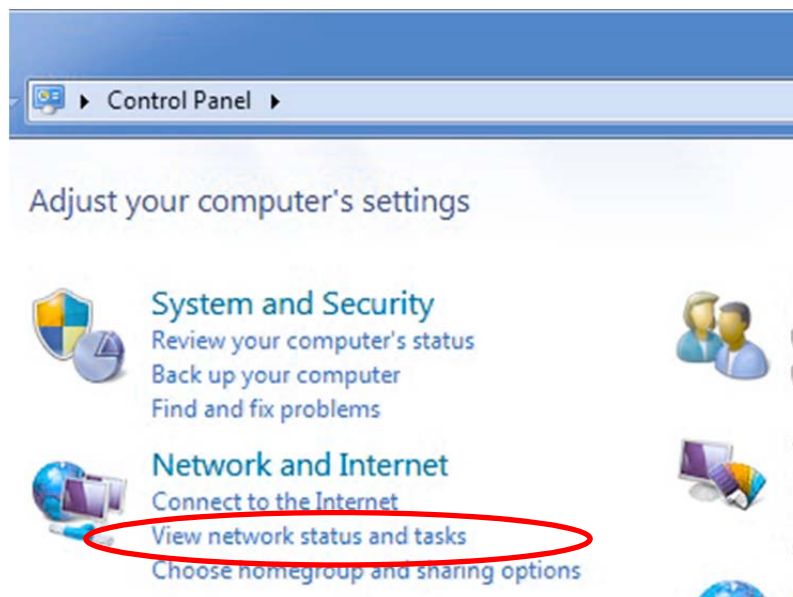 Control Panel
Adjust your computer's settings
System and Security
Review your computer's status
Back up your computer
Find and fix problems
Network and Internet
Connect to the Internet
View network status and tasks
Choose homegroup and sharing options